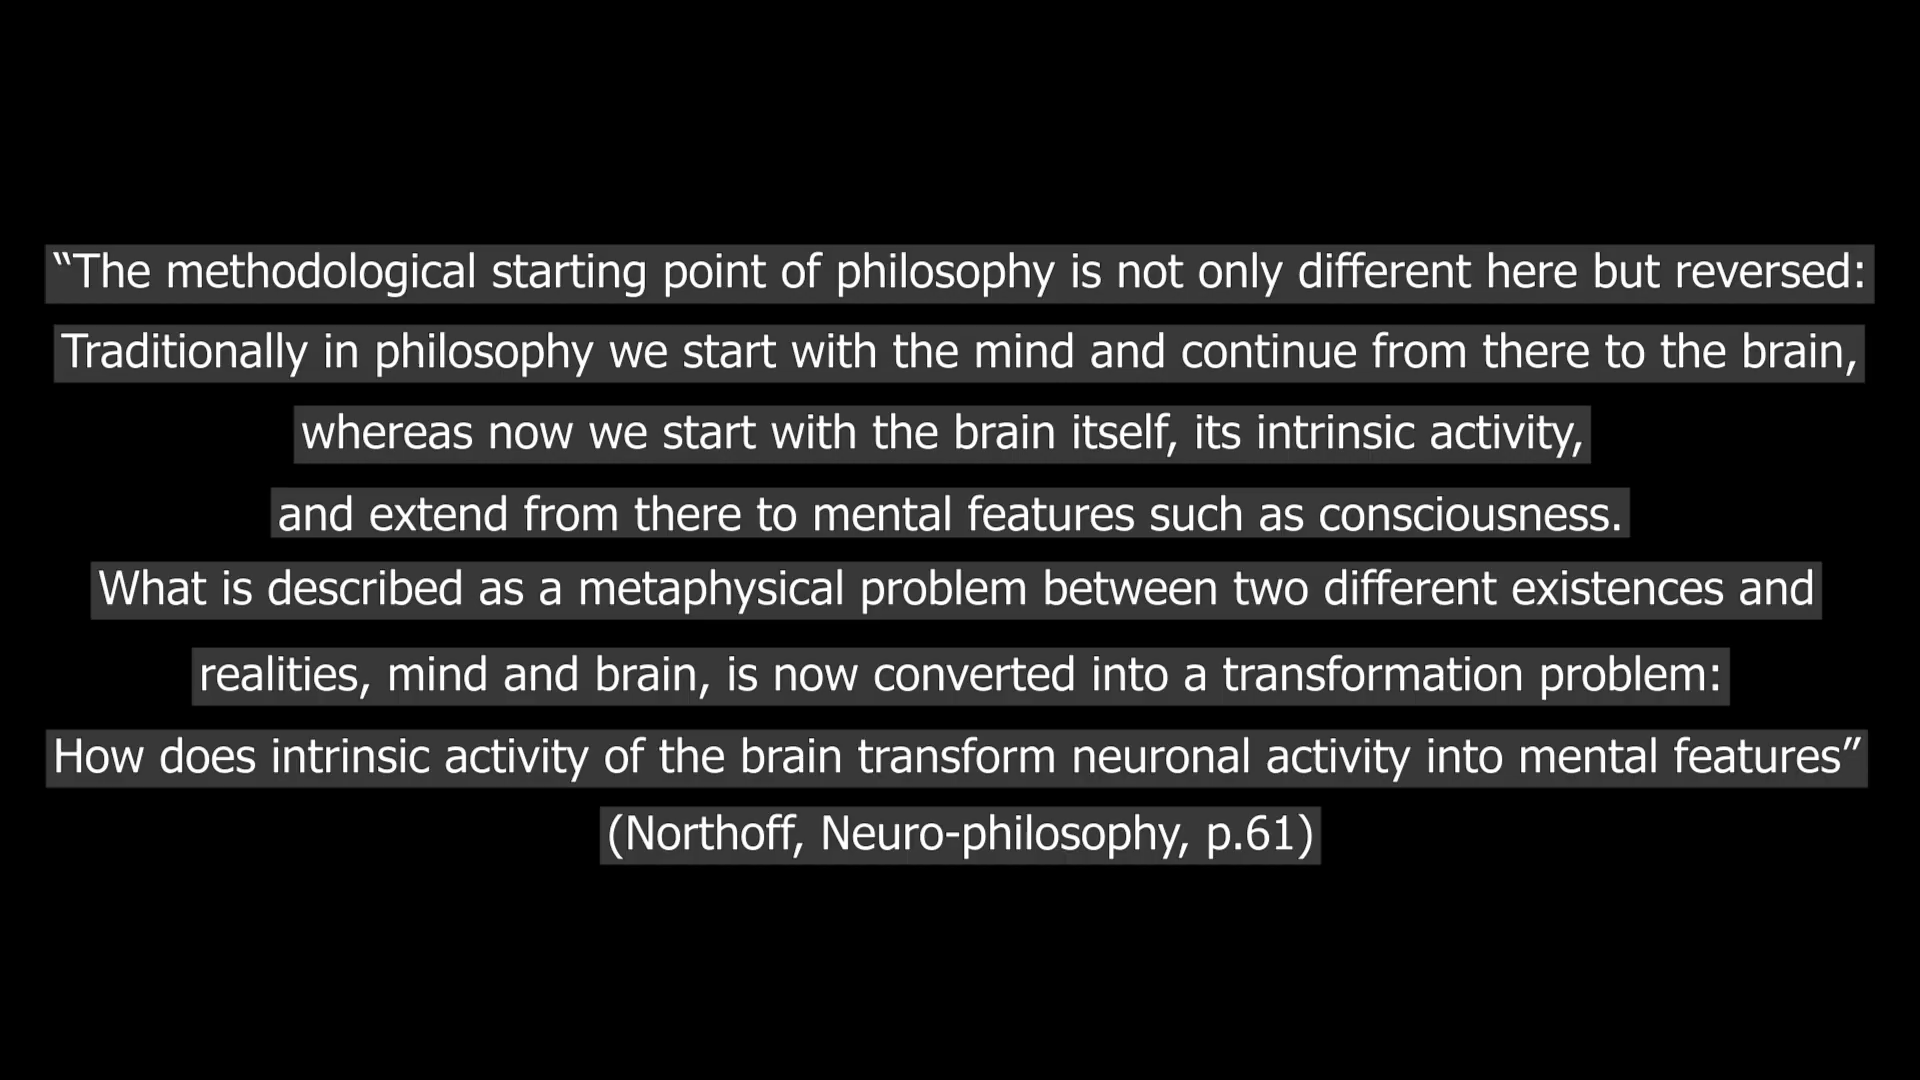 “The methodological starting point of philosophy is not only different here but reversed:
Traditionally in philosophy we start with the mind and continue from there to the brain,
whereas now we start with the brain itself, its intrinsic activity,
and extend from there to mental features such as consciousness.
What is described as a metaphysical problem between two different existences and
realities, mind and brain, is now converted into a transformation problem:
How does intrinsic activity of the brain transform neuronal activity into mental features”
(Northoff, Neuro-philosophy, p.61)